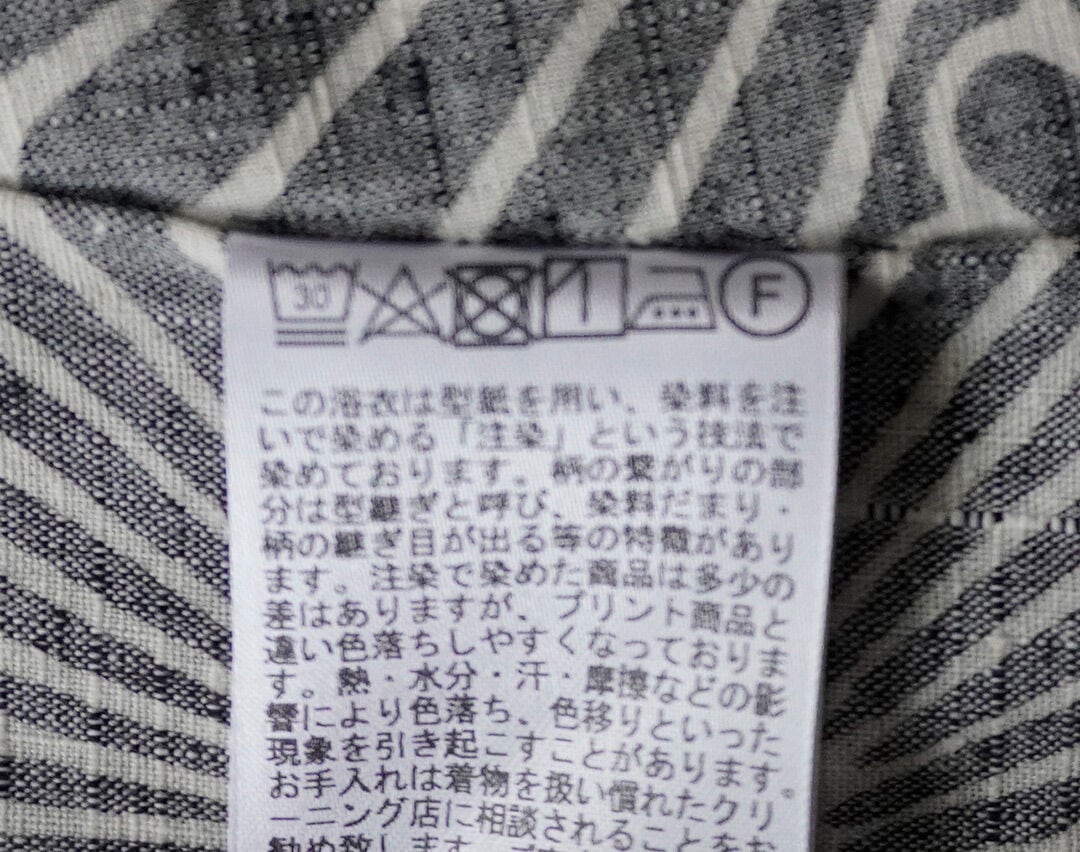 30 F
この浴衣は型紙を用い、染料を注
いで染める「注染」という技法で
染めております。柄の繋がりの部
分は型継ぎと呼び、染料だまり・
柄の継ぎ目が出る等の特徴があり
ます。注染で染めた商品は多少の
差はありますが、プリント商品と
違い色落ちしやすくなっておりま
す。熱・水分・汗・摩擦などの影
響により色落ち、色移りといった
現象を引き起こすことがあります。
お手入れは着物を扱い慣れたクリ
ーニング店に相談されることをお
勧め致します。